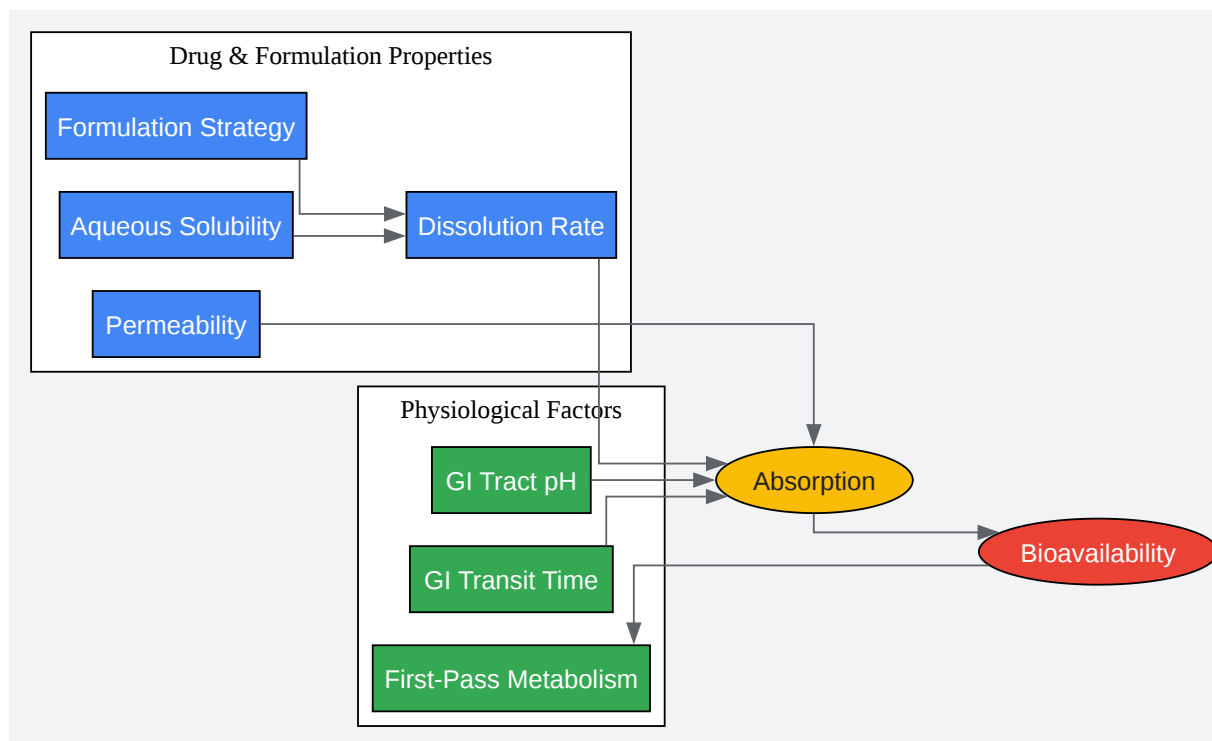 Drug & Formulation Properties
Formulation Strategy
Aqueous Solubility
Dissolution Rate
Permeability
Physiological Factors
GI Tract pH
Absorption
GI Transit Time
Bioavailability
First-Pass Metabolism